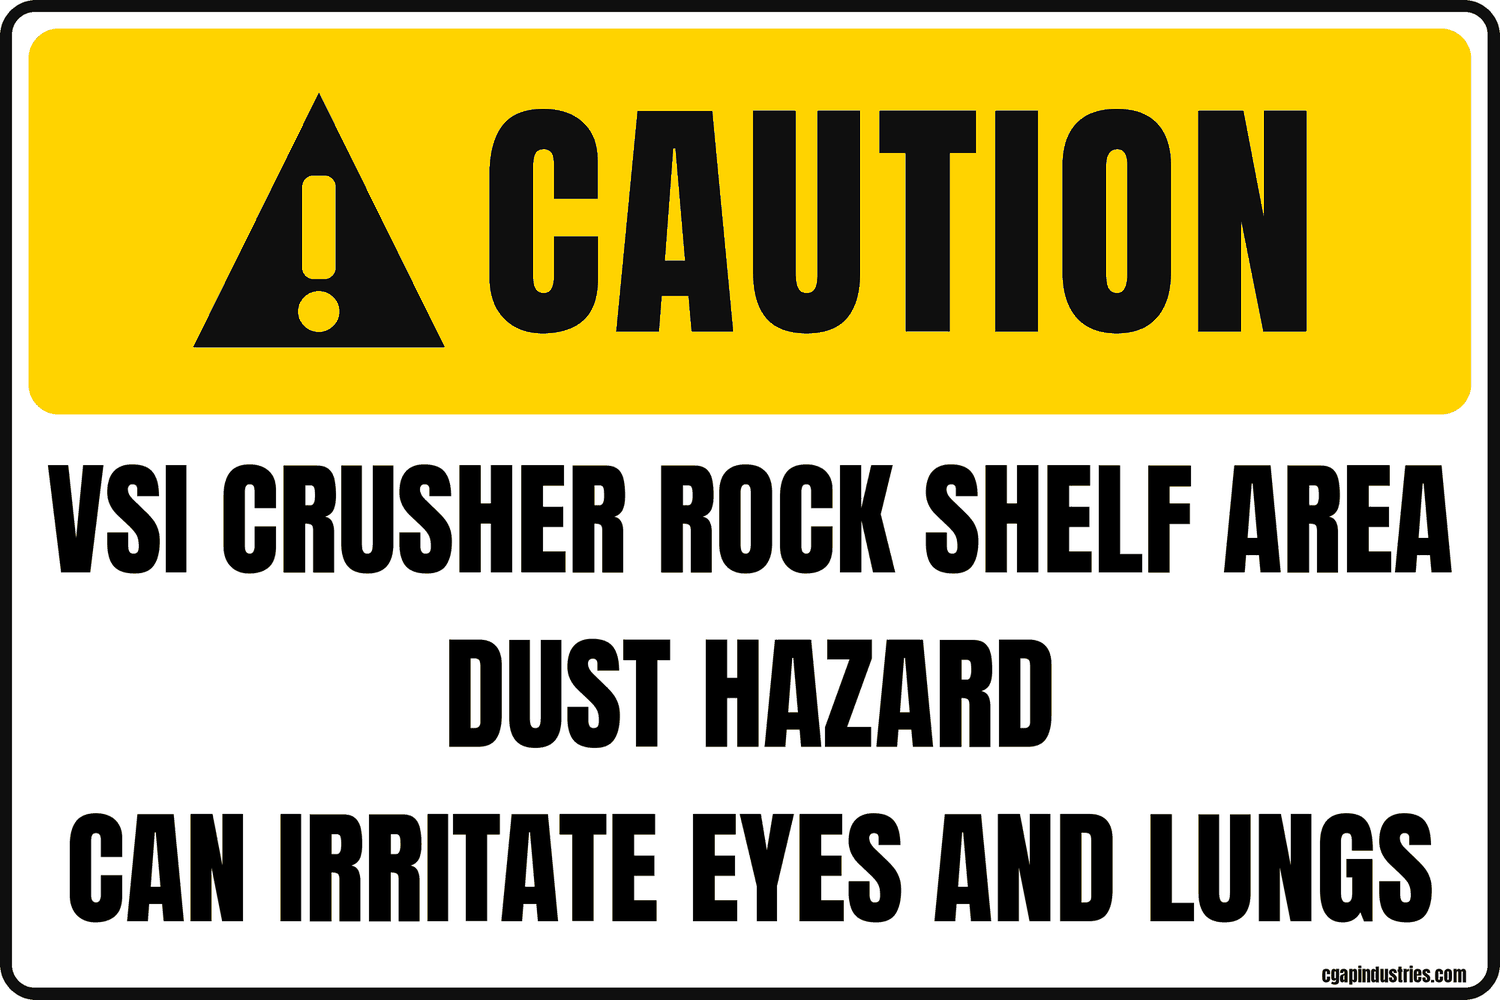 CAUTION
VSI CRUSHER ROCK SHELF AREA
DUST HAZARD
CAN IRRITATE EYES AND LUNGS
cgapindustries.com